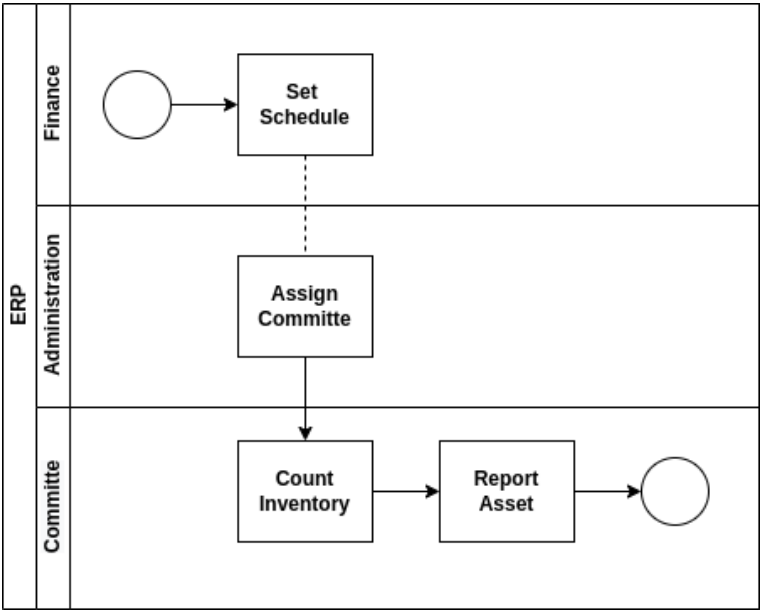 ERP
Finance
Set
Schedule
Administration
Assign
Committe
Committe
Count
Inventory
Report
Asset